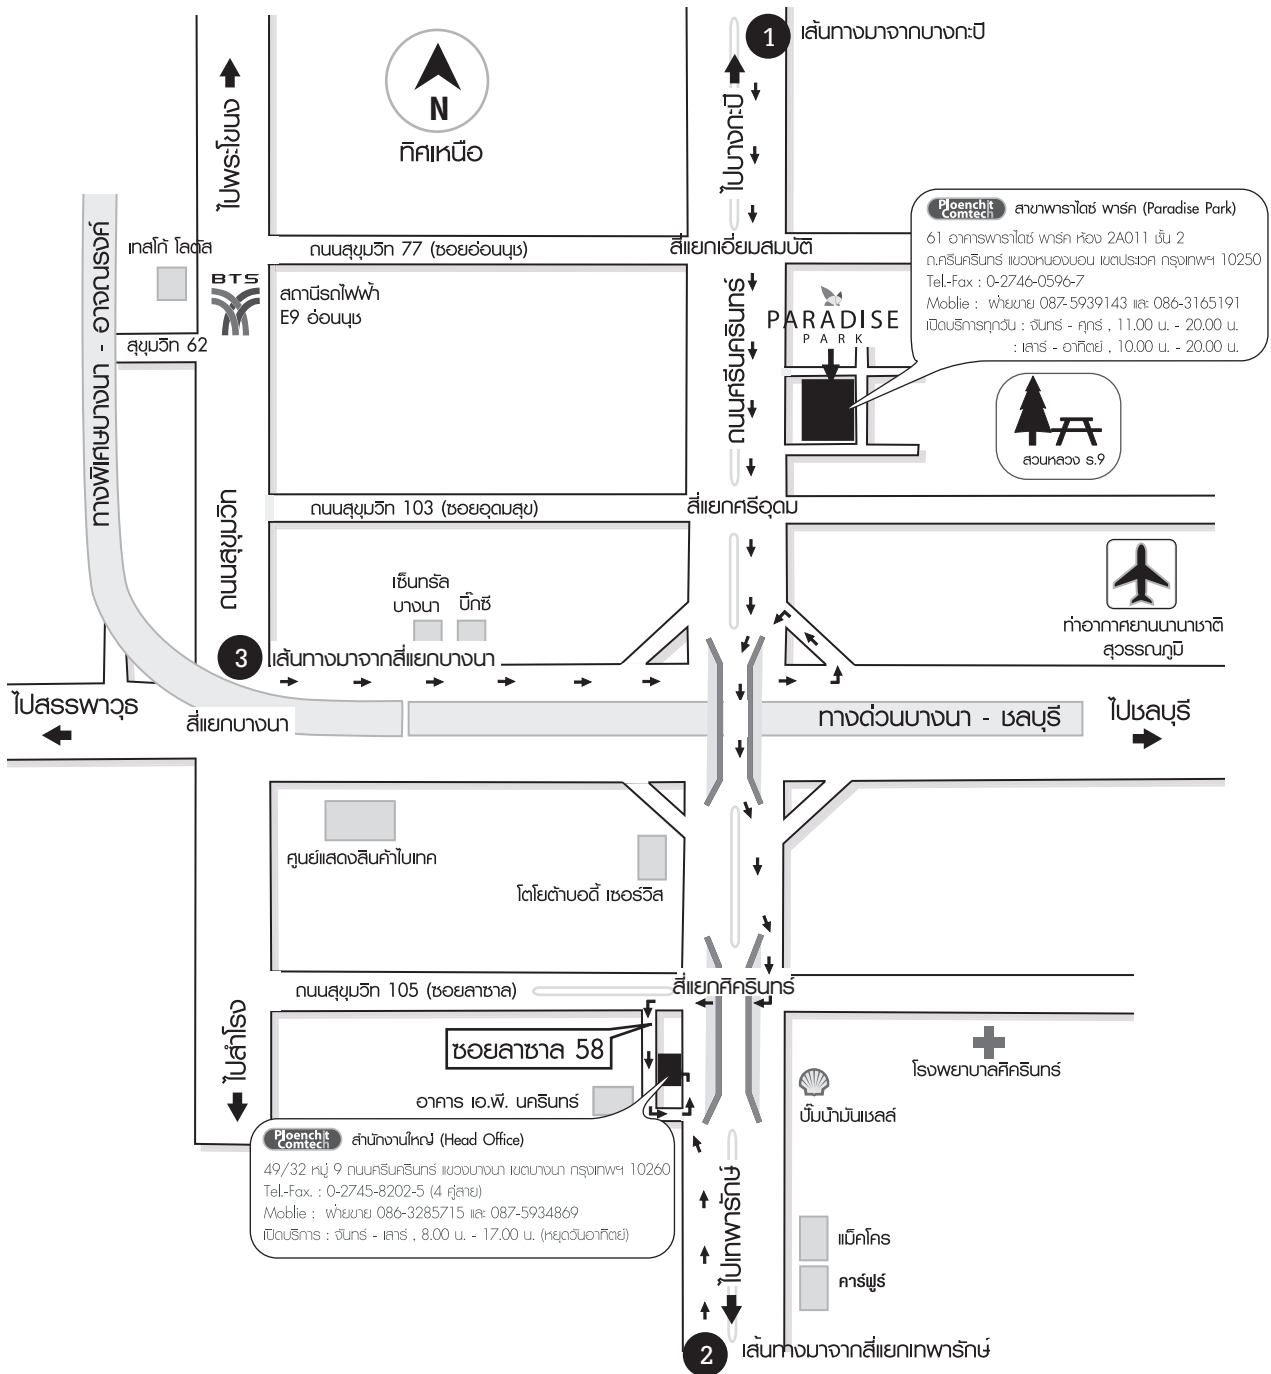 1
เส้นทางมาจากบางกะปิ
N
ทิศเหนือ
ไปพระโขนง
ไปบางกะปิ
ทางพิเศษบางนา - อาจณรงค์
เทสโก้ โลตัส
BTS
สถานีรถไฟฟ้า
E9 อ่อนนุช
ถนนสุขุมวิท 77 (ซอยอ่อนนุช)
สี่แยกเอี่ยมสมบัติ
สุขุมวิท 62
ถนนศรีนครินทร์
PARADISE
PARK
Ploenchit
Comtech
สาขาพาราไดซ์ พาร์ค (Paradise Park)
61 อาคารพาราไดซ์ พาร์ค ห้อง 2A011 ชั้น 2
ถ.ศรีนครินทร์ แขวงหนองบอน เขตประเวศ กรุงเทพฯ 10250
Tel.-Fax : 0-2746-0596-7
Moblie : ฝ่ายขาย 087-5939143 และ 086-3165191
เปิดบริการทุกวัน : จันทร์ - ศุกร์ , 11.00 น. - 20.00 น.
: เสาร์ - อาทิตย์ , 10.00 น. - 20.00 น.
สวนหลวง ร.9
ถนนสุขุมวิท
ถนนสุขุมวิท 103 (ซอยอุดมสุข)
สี่แยกศรีอุดม
เซ็นทรัล
บางนา
บิ๊กซี
ท่าอากาศยานนานาชาติ
สุวรรณภูมิ
3
เส้นทางมาจากสี่แยกบางนา
ไปสรรพาวุธ
สี่แยกบางนา
ทางด่วนบางนา - ชลบุรี
ไปชลบุรี
ศูนย์แสดงสินค้าไบเทค
โตโยต้าบอดี้ เซอร์วิส
ถนนสุขุมวิท 105 (ซอยลาซาล)
สี่แยกศิครินทร์
ไปสำโรง
ซอยลาซาล 58
อาคาร เอ.พี. นครินทร์
โรงพยาบาลศิครินทร์
ปั๊มน้ำมันเชลล์
Ploenchit
Comtech
สำนักงานใหญ่ (Head Office)
49/32 หมู่ 9 ถนนศรีนครินทร์ แขวงบางนา เขตบางนา กรุงเทพฯ 10260
Tel.-Fax. : 0-2745-8202-5 (4 คู่สาย)
Moblie : ฝ่ายขาย 086-3285715 และ 087-5934869
เปิดบริการ : จันทร์ - เสาร์ , 8.00 น. - 17.00 น. (หยุดวันอาทิตย์)
ไปเทพารักษ์
แม็คโคร
คาร์ฟูร์
2
เส้นทางมาจากสี่แยกเทพารักษ์